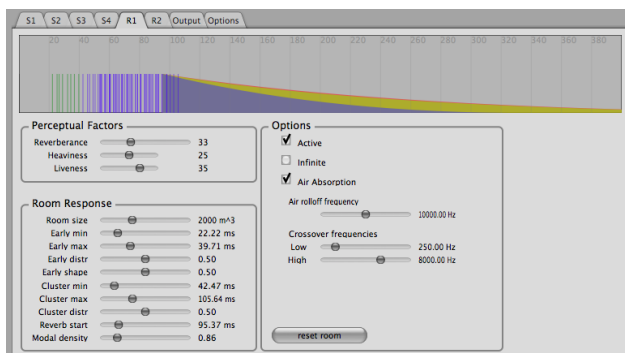 S1 S2 S3 S4 R1 R2 Output Options
20 40 60 80 100 120 140 160 180 200 220 240 260 280 300 320 340 360 380
Perceptual Factors
Reverberance 33
Heaviness 25
Liveness 35
Room Response
Room size 2000 m^3
Early min 22.22 ms
Early max 39.71 ms
Early distr 0.50
Early shape 0.50
Cluster min 42.47 ms
Cluster max 105.64 ms
Cluster distr 0.50
Reverb start 95.37 ms
Modal density 0.86
Options
Active
Infinite
Air Absorption
Air rolloff frequency
10000.00 Hz
Crossover frequencies
Low 250.00 Hz
High 8000.00 Hz
reset room